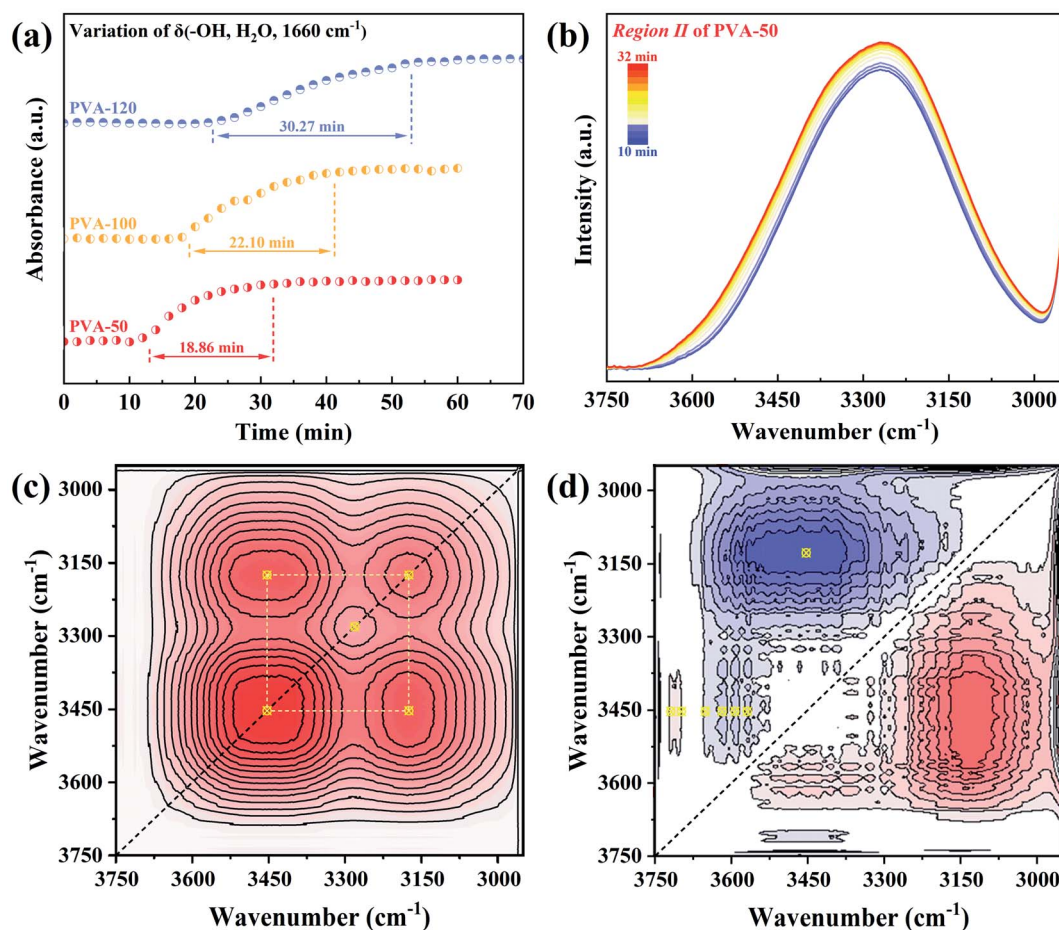 (a)
Variation of δ(-OH, H₂O, 1660 cm⁻¹)
PVA-120
30.27 min
PVA-100
22.10 min
PVA-50
18.86 min
Absorbance (a.u.)
0 10 20 30 40 50 60 70
Time (min)
(b)
Region II of PVA-50
32 min
10 min
Intensity (a.u.)
3750 3600 3450 3300 3150 3000
Wavenumber (cm⁻¹)
(c)
3000
3150
3300
3450
3600
3750
Wavenumber (cm⁻¹)
3750 3600 3450 3300 3150 3000
Wavenumber (cm⁻¹)
(d)
3000
3150
3300
3450
3600
3750
Wavenumber (cm⁻¹)
3750 3600 3450 3300 3150 3000
Wavenumber (cm⁻¹)